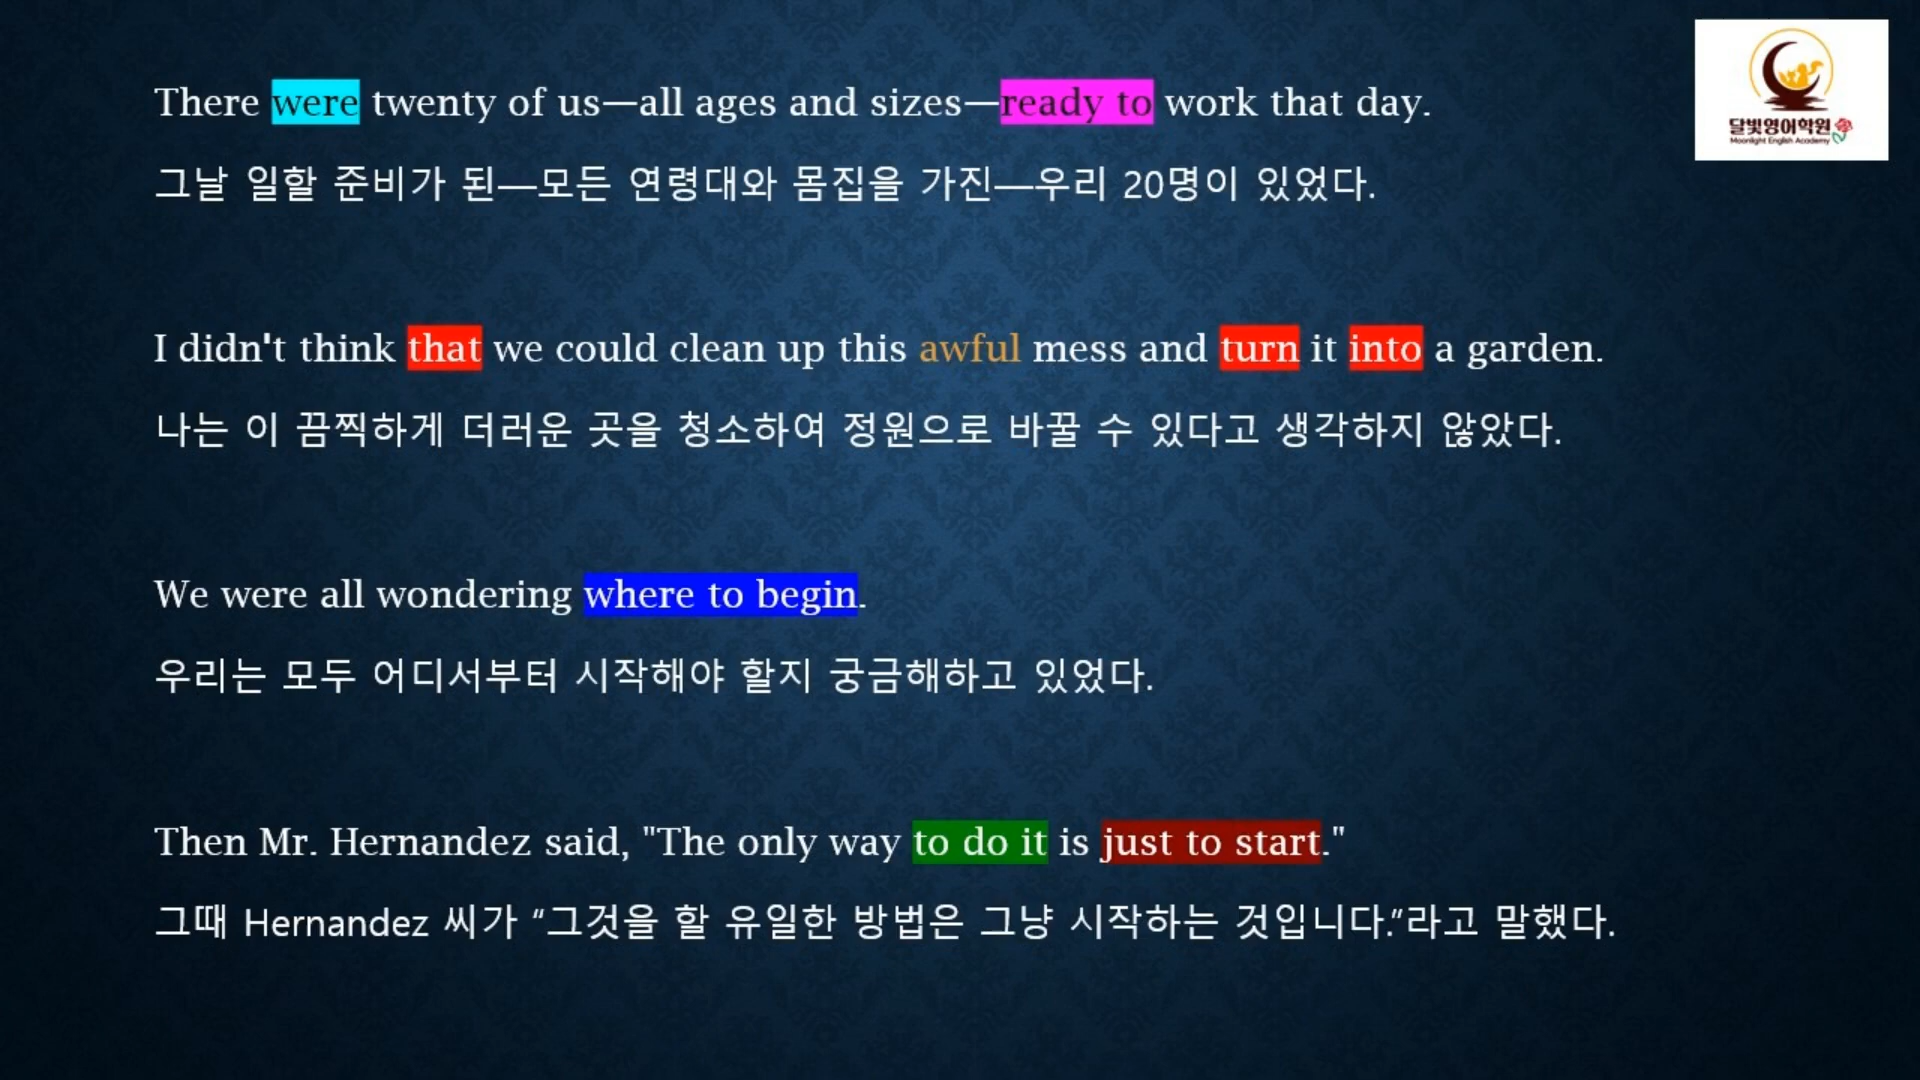 There were twenty of us—all ages and sizes—ready to work that day.
그날 일할 준비가 된—모든 연령대와 몸집을 가진—우리 20명이 있었다.
I didn't think that we could clean up this awful mess and turn it into a garden.
나는 이 끔찍하게 더러운 곳을 청소하여 정원으로 바꿀 수 있다고 생각하지 않았다.
We were all wondering where to begin.
우리는 모두 어디서부터 시작해야 할지 궁금해하고 있었다.
Then Mr. Hernandez said, "The only way to do it is just to start."
그때 Hernandez 씨가 “그것을 할 유일한 방법은 그냥 시작하는 것입니다.”라고 말했다.
달빛영어학원
Moonlight English Academy